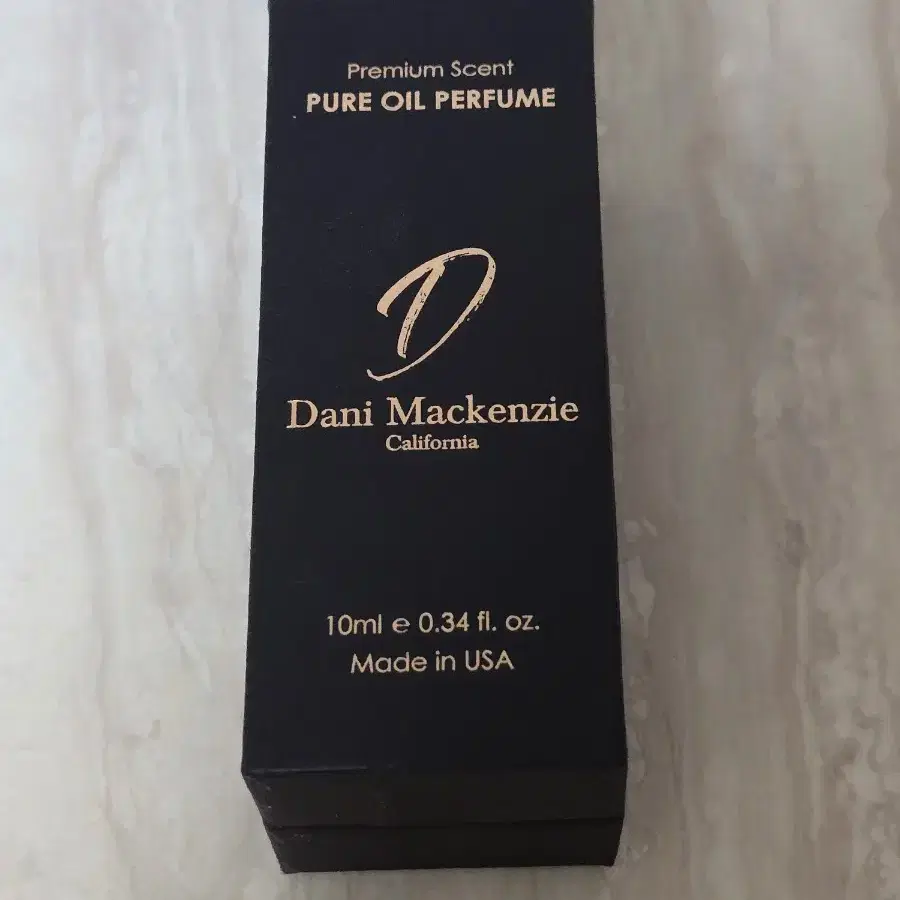 Premium Scent
PURE OIL PERFUME
D
Dani Mackenzie
California
10ml e 0.34 fl. oz.
Made in USA